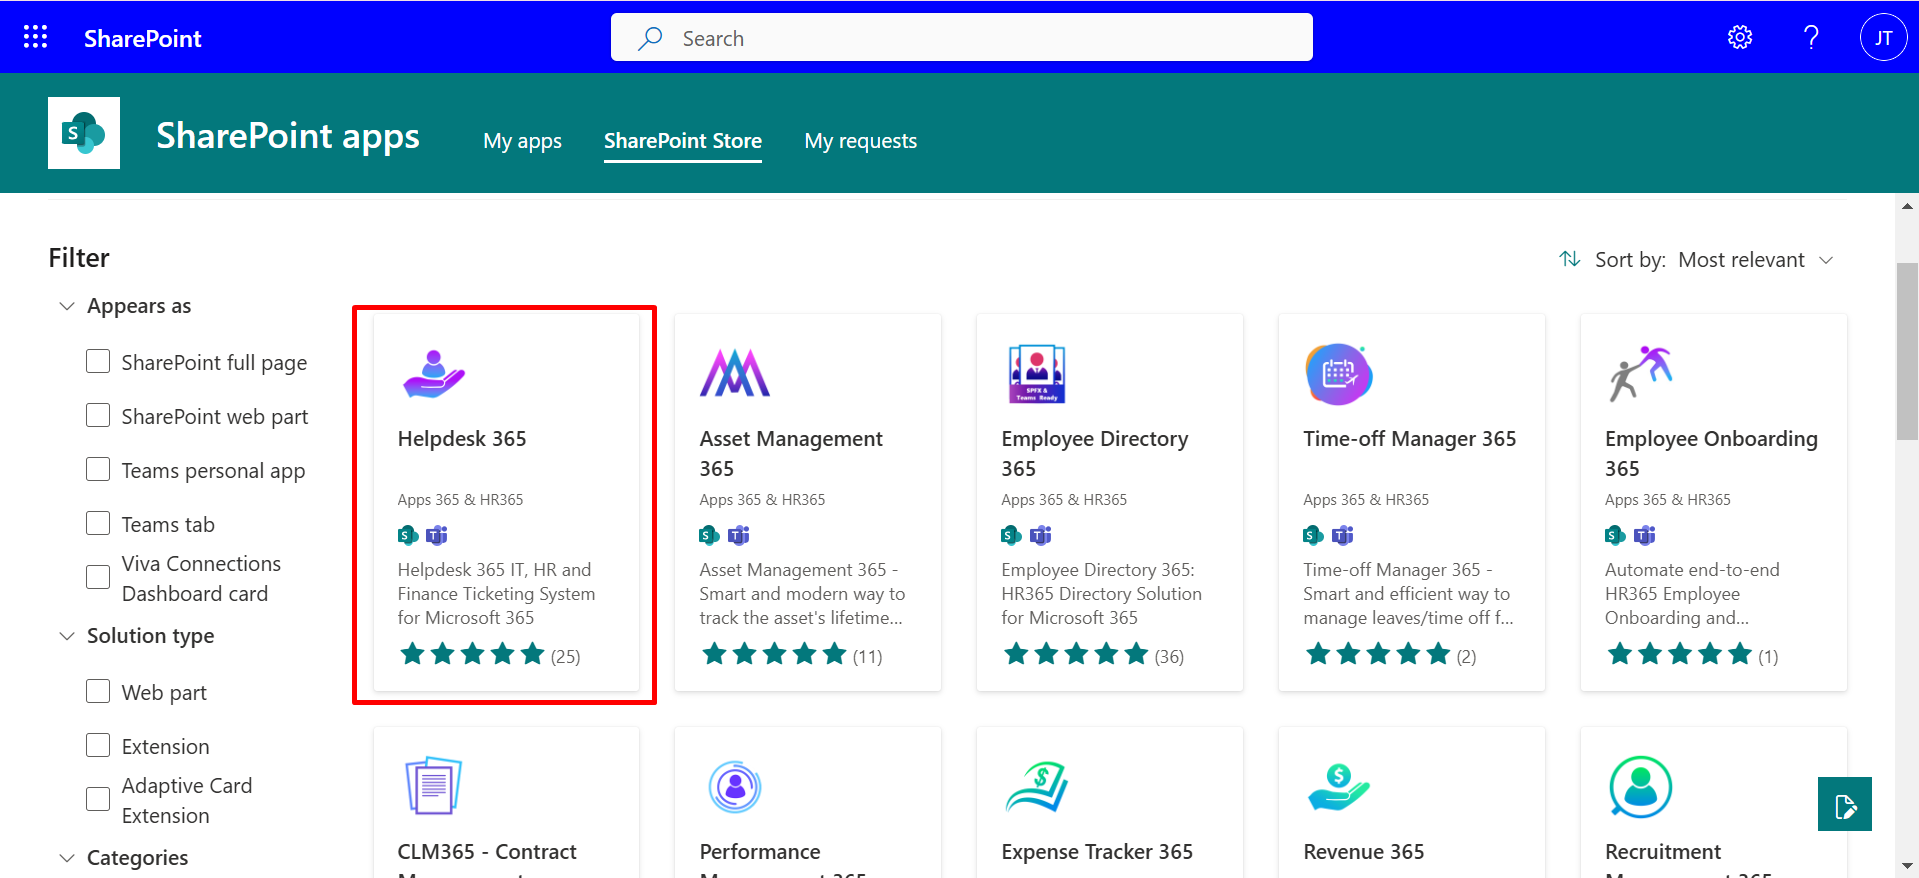 SharePoint
Search
JT
S
SharePoint apps
My apps
SharePoint Store
My requests
Filter
Sort by: Most relevant
Appears as
SharePoint full page
SharePoint web part
Teams personal app
Teams tab
Viva Connections
Dashboard card
Solution type
Web part
Extension
Adaptive Card
Extension
Categories
Helpdesk 365
Apps 365 & HR365
Helpdesk 365 IT, HR and
Finance Ticketing System
for Microsoft 365
(25)
Asset Management
365
Apps 365 & HR365
Asset Management 365 -
Smart and modern way to
track the asset's lifetime...
(11)
SPFX &
Teams Ready
Employee Directory
365
Apps 365 & HR365
Employee Directory 365:
HR365 Directory Solution
for Microsoft 365
(36)
Time-off Manager 365
Apps 365 & HR365
Time-off Manager 365 -
Smart and efficient way to
manage leaves/time off f...
(2)
Employee Onboarding
365
Apps 365 & HR365
Automate end-to-end
HR365 Employee
Onboarding and...
(1)
CLM365 - Contract
Performance
Expense Tracker 365
Revenue 365
Recruitment